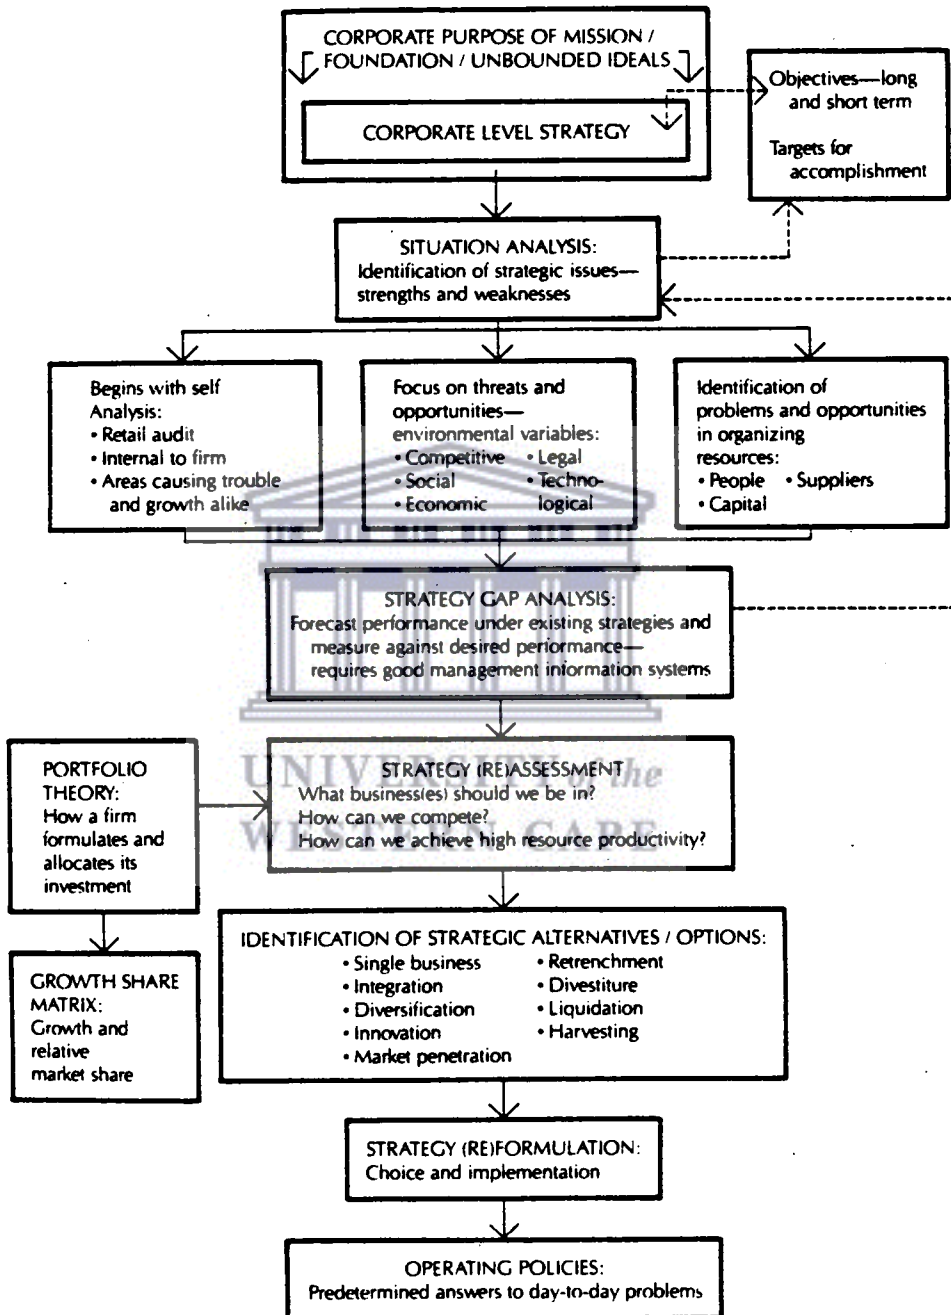 CORPORATE PURPOSE OF MISSION /
FOUNDATION / UNBOUNDED IDEALS
CORPORATE LEVEL STRATEGY
Objectives—long
and short term
Targets for
accomplishment
SITUATION ANALYSIS:
Identification of strategic issues—
strengths and weaknesses
Begins with self
Analysis:
• Retail audit
• Internal to firm
• Areas causing trouble
and growth alike
Focus on threats and
opportunities—
environmental variables:
• Competitive • Legal
• Social • Techno-
• Economic logical
Identification of
problems and opportunities
in organizing
resources:
• People • Suppliers
• Capital
STRATEGY GAP ANALYSIS:
Forecast performance under existing strategies and
measure against desired performance—
requires good management information systems
PORTFOLIO
THEORY:
How a firm
formulates and
allocates its
investment
STRATEGY (RE)ASSESSMENT
What business(es) should we be in?
How can we compete?
How can we achieve high resource productivity?
UNIVERSITY of the
WESTERN CAPE
GROWTH SHARE
MATRIX:
Growth and
relative
market share
IDENTIFICATION OF STRATEGIC ALTERNATIVES / OPTIONS:
• Single business • Retrenchment
• Integration • Divestiture
• Diversification • Liquidation
• Innovation • Harvesting
• Market penetration
STRATEGY (RE)FORMULATION:
Choice and implementation
OPERATING POLICIES:
Predetermined answers to day-to-day problems